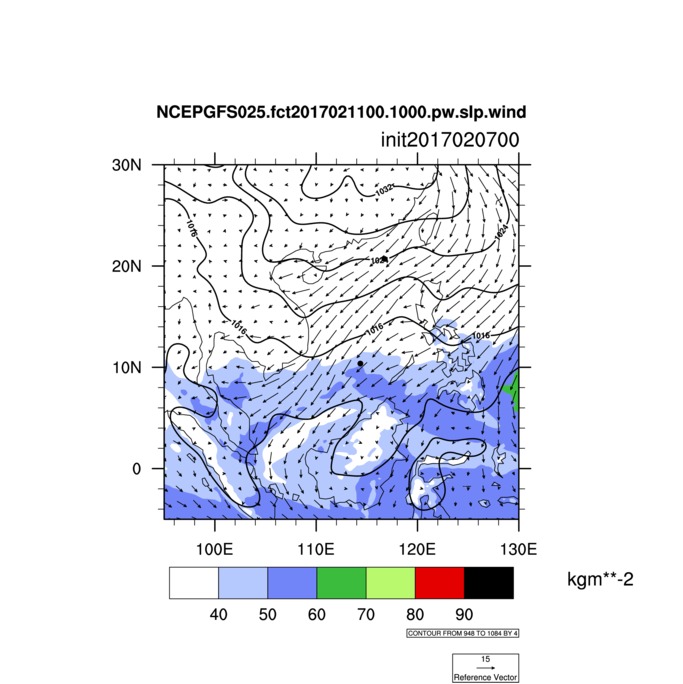 NCEPGFS025.fct2017021100.1000.pw.slp.wind
init2017020700
30N
20N
10N
0
1032
1016
1024
1024
1016
1016
1016
100E
110E
120E
130E
40
50
60
70
80
90
kgm**-2
CONTOUR FROM 948 TO 1084 BY 4
15
Reference Vector